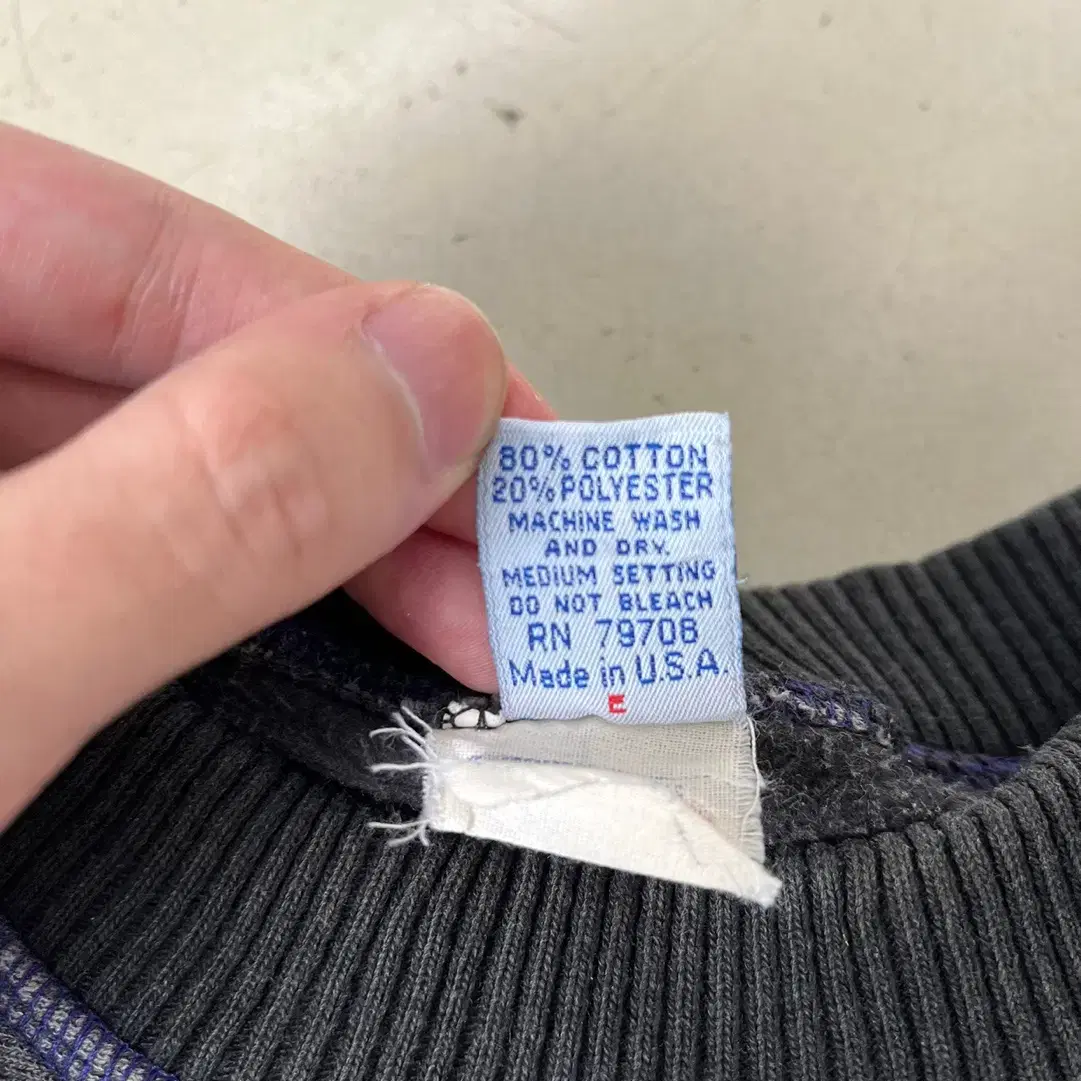 80% COTTON
20% POLYESTER
MACHINE WASH
AND DRY.
MEDIUM SETTING
DO NOT BLEACH
RN 79708
Made in U.S.A.
E